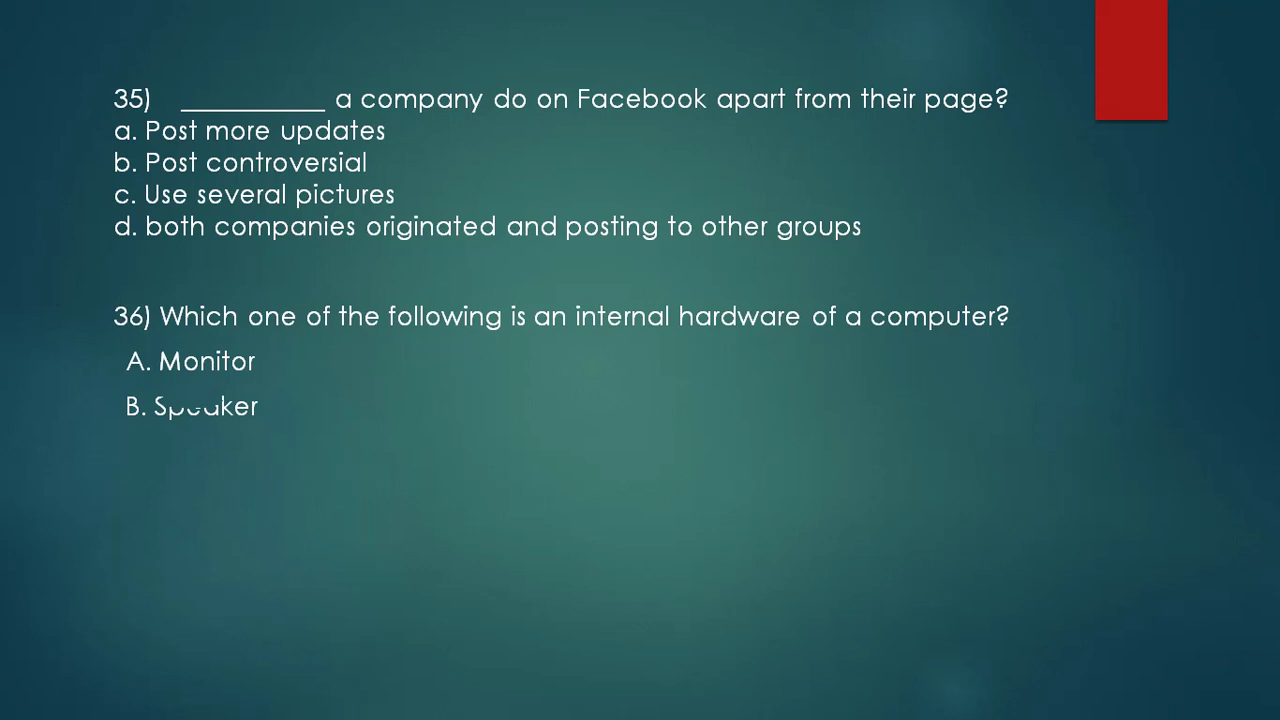 35) __________ a company do on Facebook apart from their page?
a. Post more updates
b. Post controversial
c. Use several pictures
d. both companies originated and posting to other groups
36) Which one of the following is an internal hardware of a computer?
A. Monitor
B. Speaker